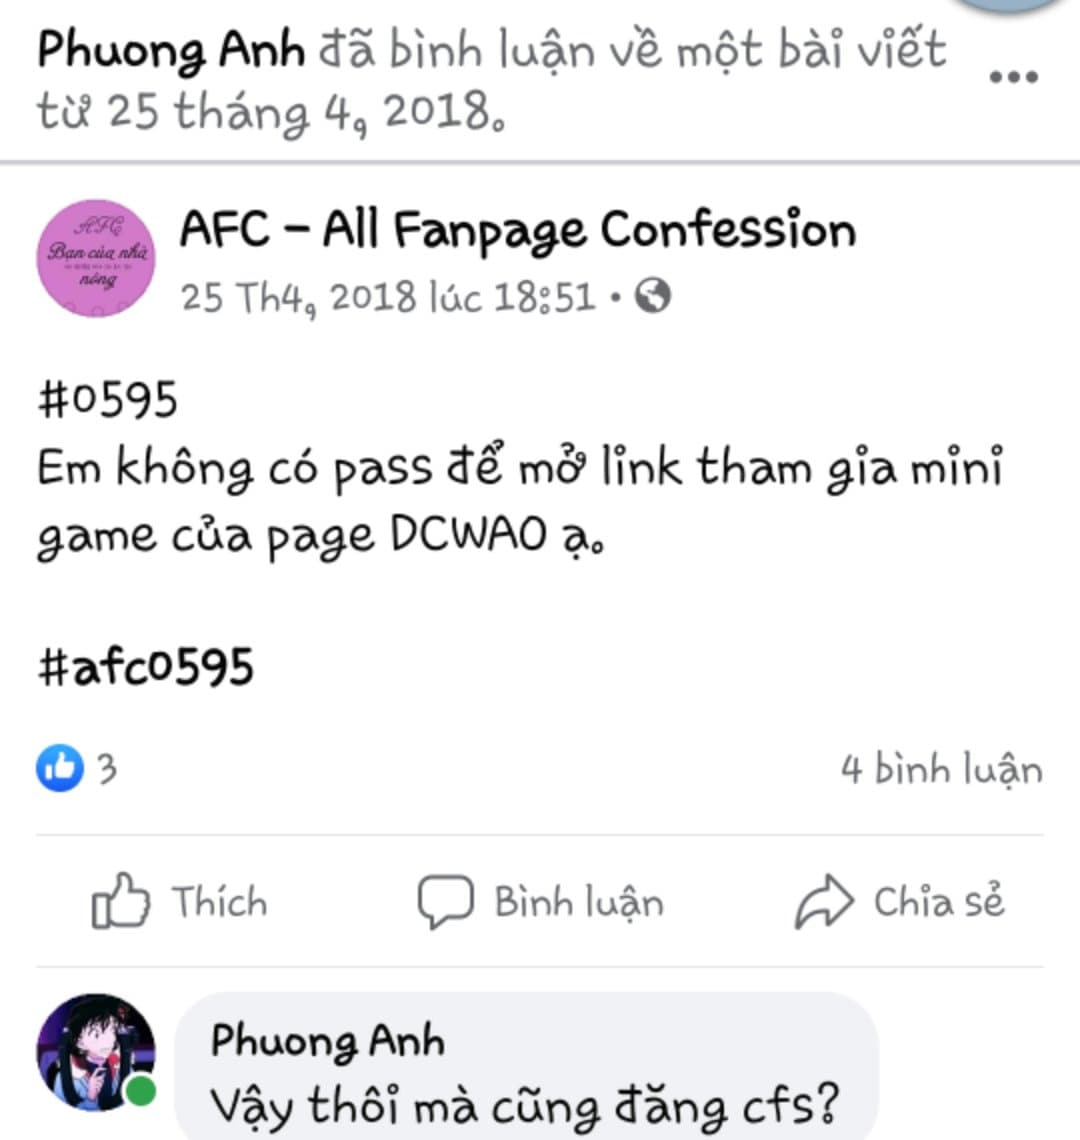 Phuong Anh đã bình luận về một bài viết
từ 25 tháng 4, 2018.
AFC
Bạn của nhà
nông
AFC - All Fanpage Confession
25 Th4, 2018 lúc 18:51 •
#0595
Em không có pass để mở link tham gia mini
game của page DCWAO ạ.
#afc0595
3
4 bình luận
Thích
Bình luận
Chia sẻ
Phuong Anh
Vậy thôi mà cũng đăng cfs?